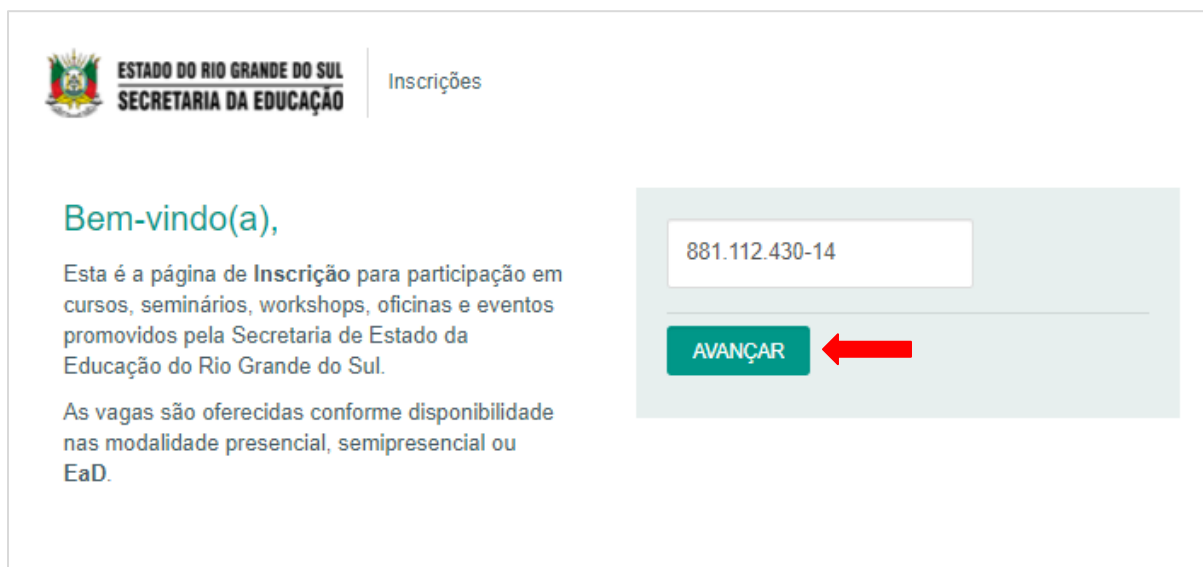 ESTADO DO RIO GRANDE DO SUL
SECRETARIA DA EDUCAÇÃO
Inscrições
Bem-vindo(a),
Esta é a página de Inscrição para participação em
cursos, seminários, workshops, oficinas e eventos
promovidos pela Secretaria de Estado da
Educação do Rio Grande do Sul.
As vagas são oferecidas conforme disponibilidade
nas modalidade presencial, semipresencial ou
EaD.
881.112.430-14
AVANÇAR